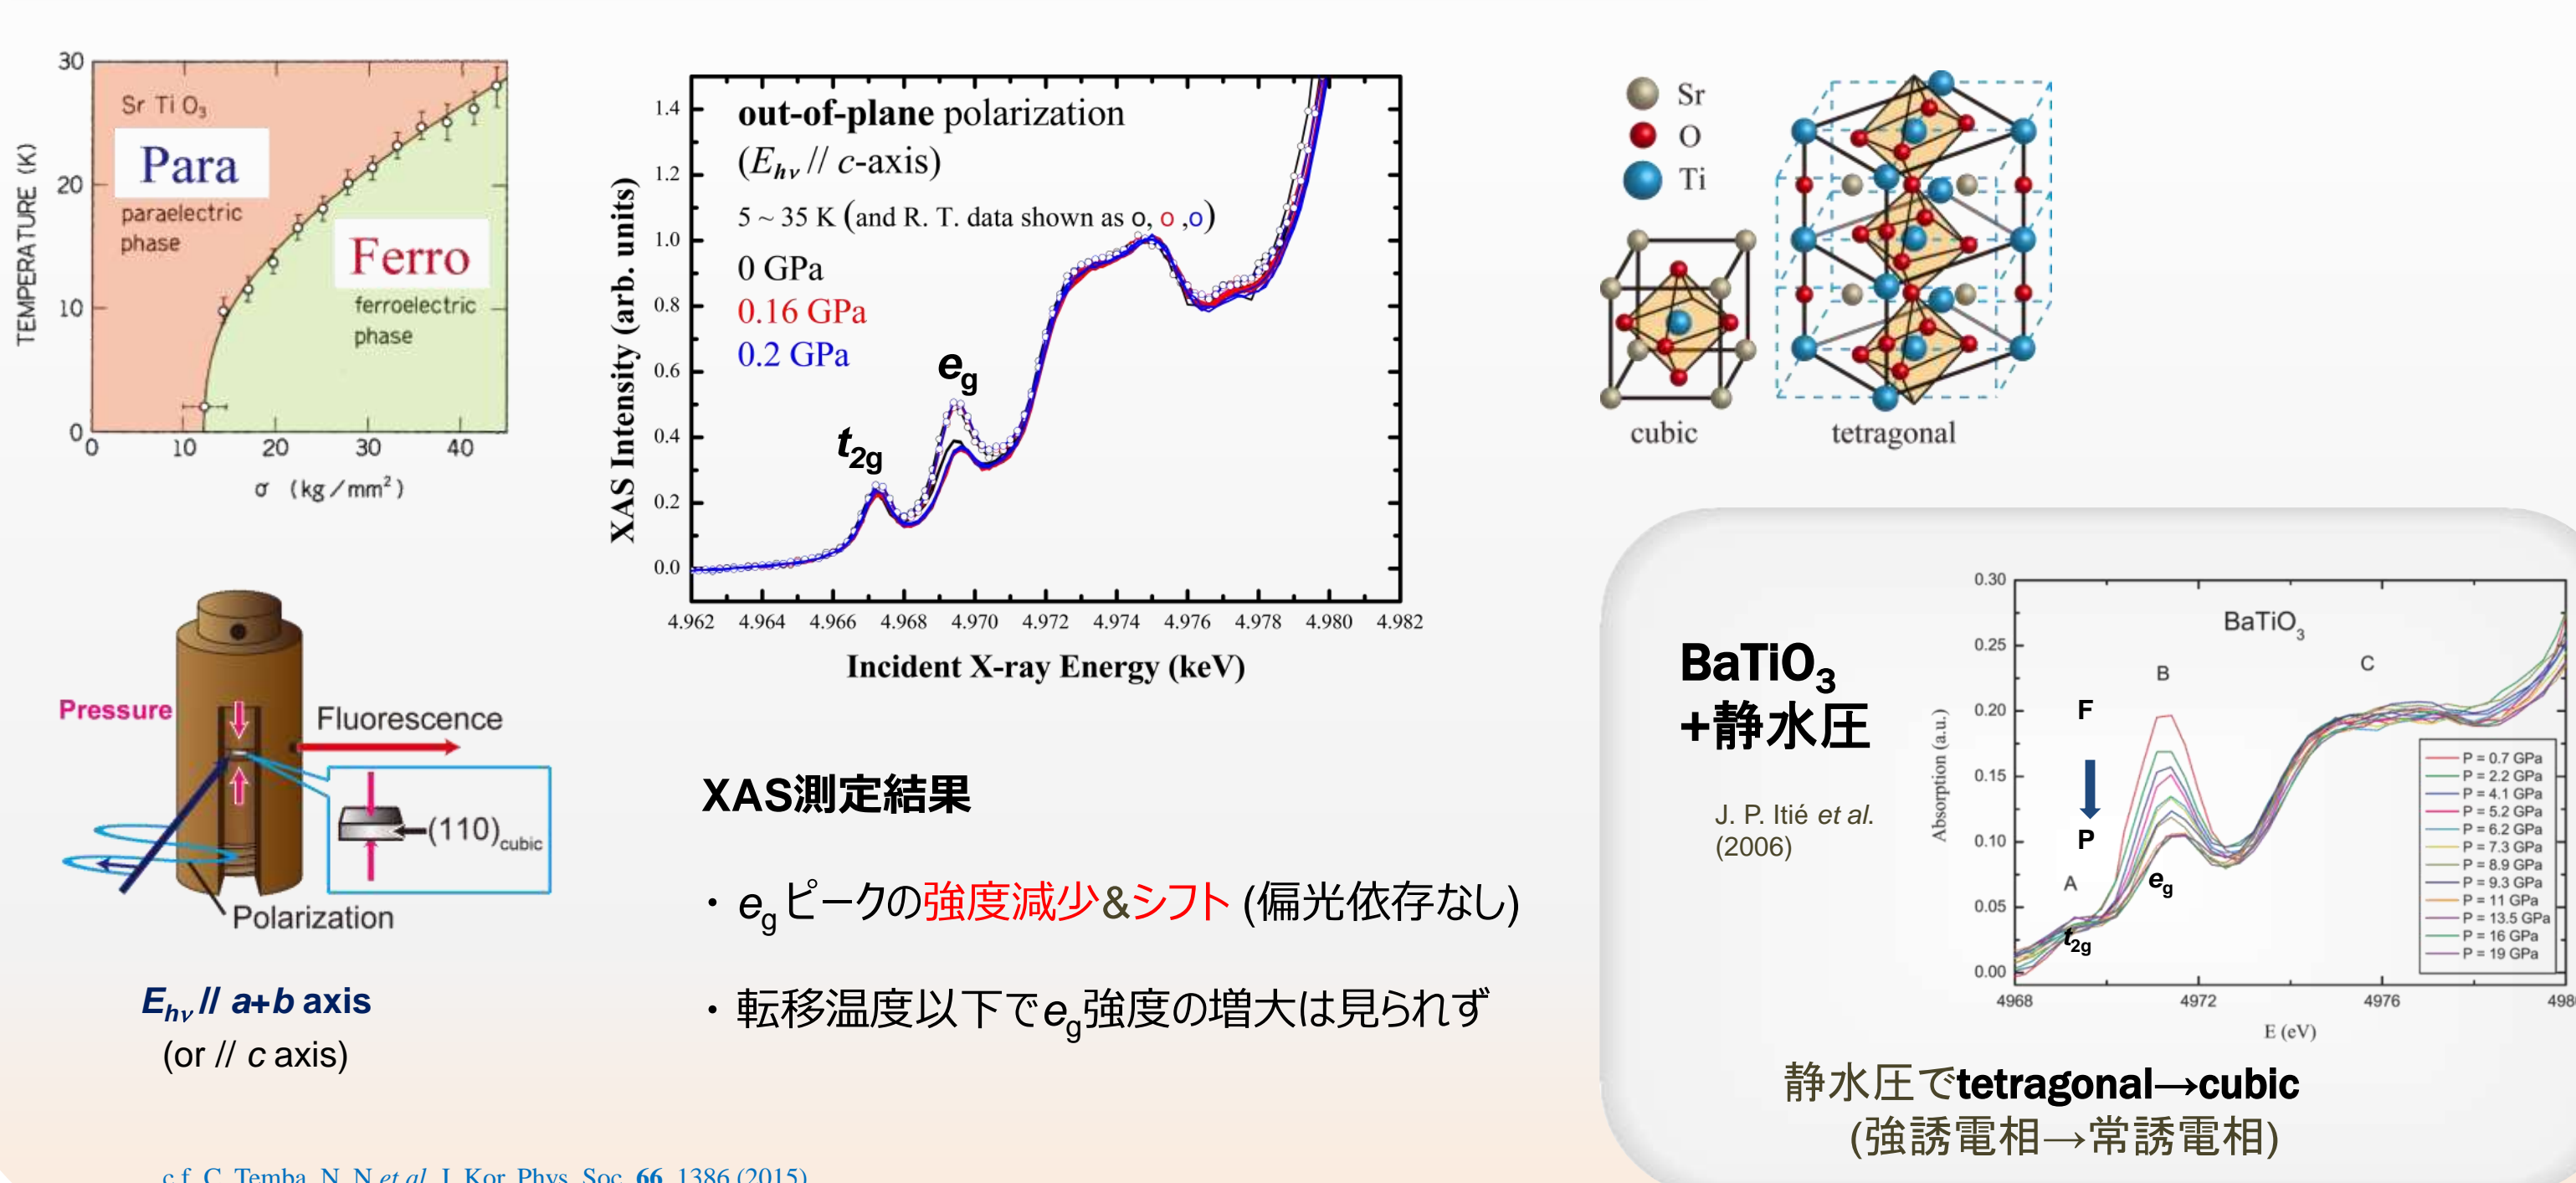 30
20
10
0
0
10
20
30
40
TEMPERATURE (K)
σ (kg/mm²)
Sr Ti O₃
Para
paraelectric
phase
Ferro
ferroelectric
phase
out-of-plane polarization
(Ehν // c-axis)
5 ~ 35 K (and R. T. data shown as o, o ,o)
0 GPa
0.16 GPa
0.2 GPa
t2g
eg
XAS Intensity (arb. units)
1.4
1.2
1.0
0.8
0.6
0.4
0.2
0.0
4.962 4.964 4.966 4.968 4.970 4.972 4.974 4.976 4.978 4.980 4.982
Incident X-ray Energy (keV)
Sr
O
Ti
cubic
tetragonal
Pressure
Fluorescence
(110)cubic
Polarization
Ehν // a+b axis
(or // c axis)
XAS測定結果
・egピークの強度減少&シフト (偏光依存なし)
・転移温度以下でeg強度の増大は見られず
BaTiO₃
+静水圧
J. P. Itié et al.
(2006)
BaTiO₃
0.30
0.25
0.20
0.15
0.10
0.05
0.00
Absorption (a.u.)
A
B
C
F
P
eg
t2g
P = 0.7 GPa
P = 2.2 GPa
P = 4.1 GPa
P = 5.2 GPa
P = 6.2 GPa
P = 7.3 GPa
P = 8.9 GPa
P = 9.3 GPa
P = 11 GPa
P = 13.5 GPa
P = 16 GPa
P = 19 GPa
4968 4972 4976 498
E (eV)
静水圧でtetragonal→cubic
(強誘電相→常誘電相)
c.f. C. Temba, N. N et al. J. Kor. Phys. Soc. 66, 1386 (2015)